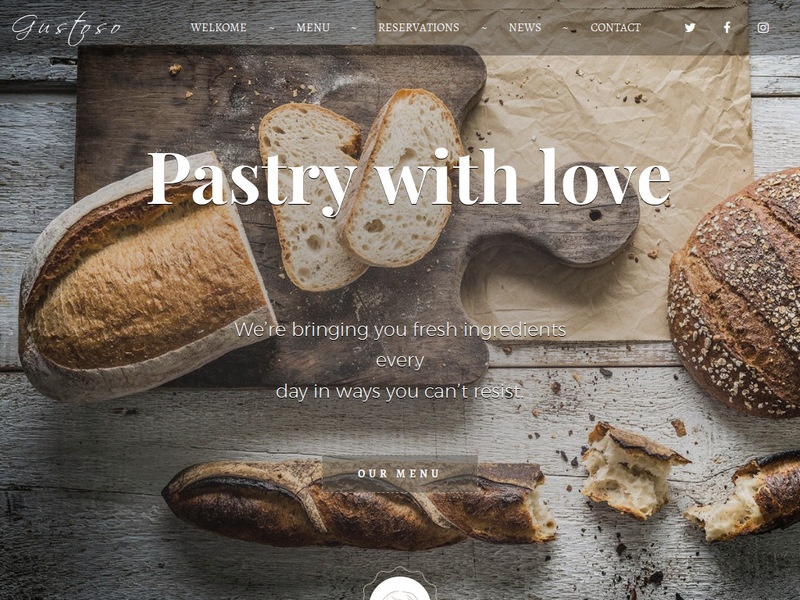 Gustoso
WELKOME ~ MENU ~ RESERVATIONS ~ NEWS ~ CONTACT
Pastry with love
We're bringing you fresh ingredients
every
day in ways you can't resist.
OUR MENU